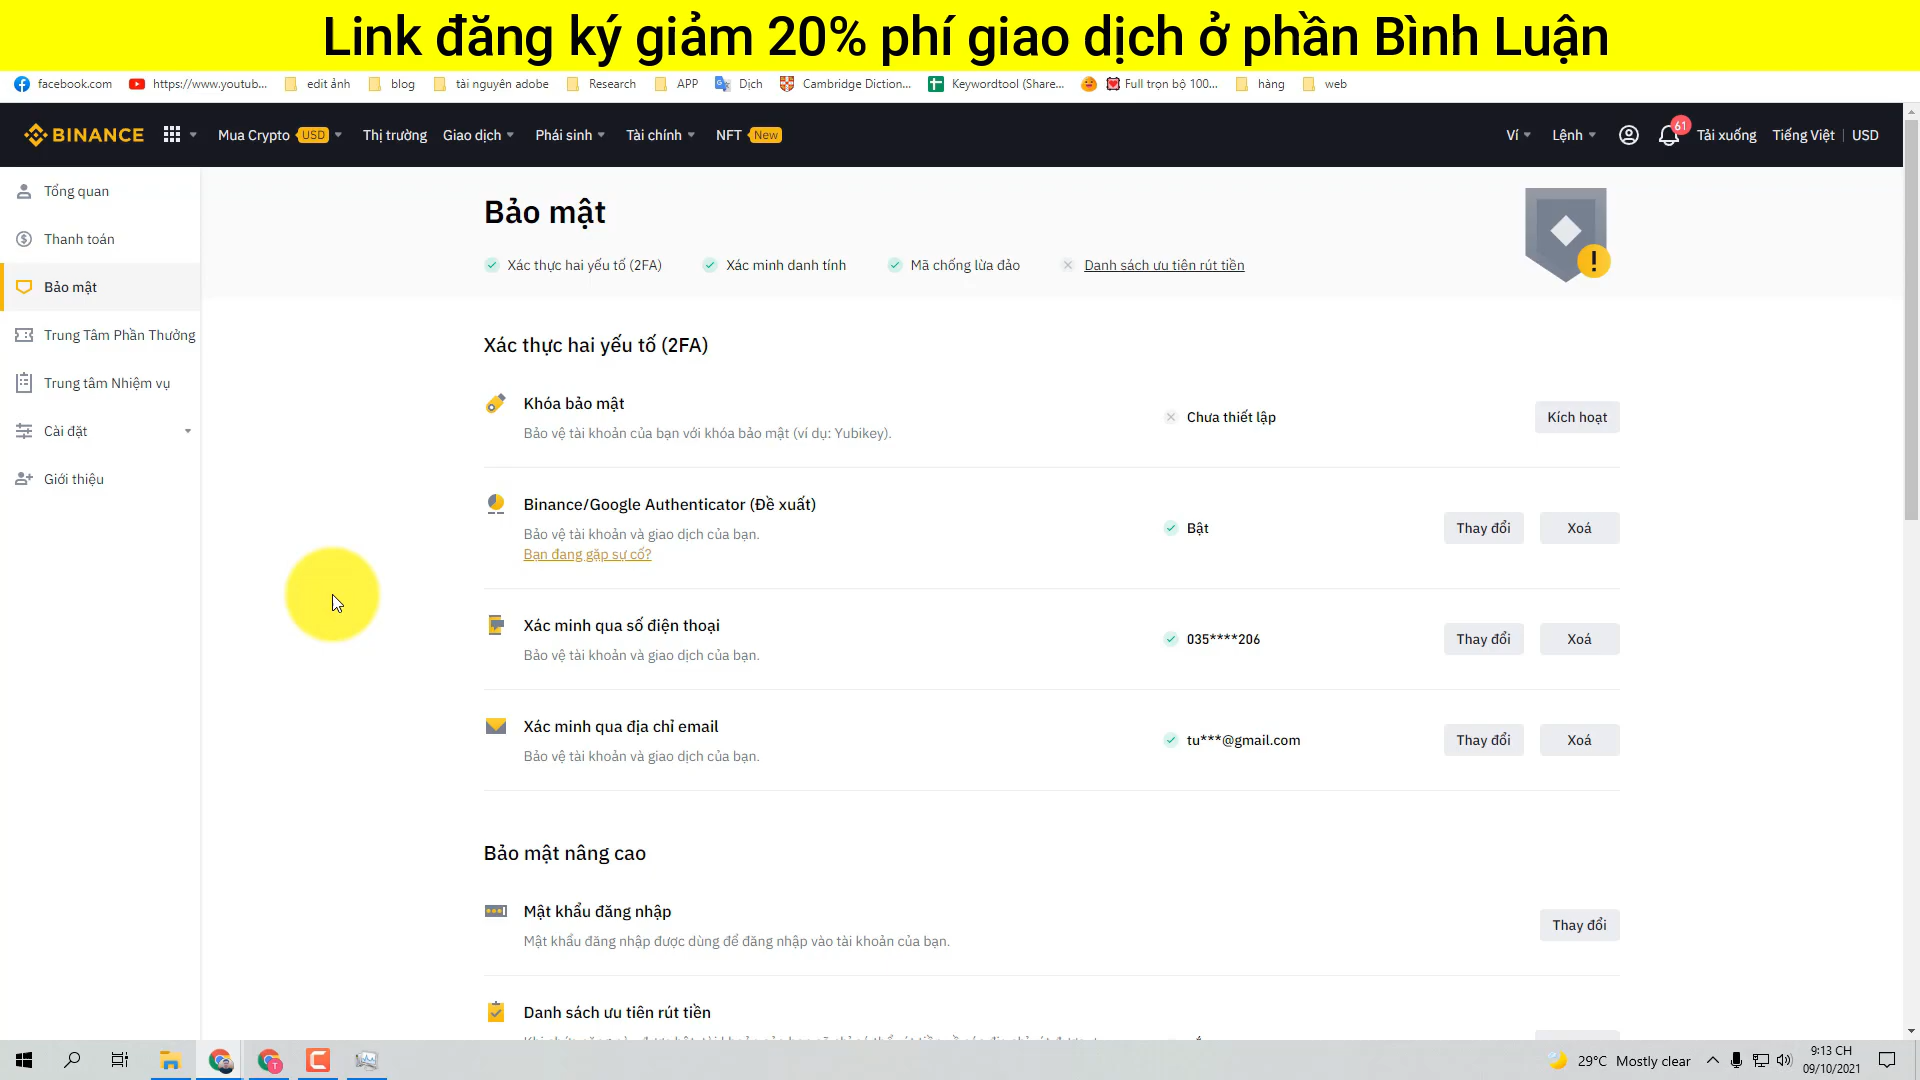 Link đăng ký giảm 20% phí giao dịch ở phần Bình Luận
facebook.com https://www.youtub... edit ảnh blog tài nguyên adobe Research APP Dịch Cambridge Diction... Keywordtool (Share... Full trọn bộ 100... hàng web
BINANCE Mua Crypto USD Thị trường Giao dịch Phái sinh Tài chính NFT New Ví Lệnh 61 Tải xuống Tiếng Việt USD
Tổng quan
Thanh toán
Bảo mật
Trung Tâm Phần Thưởng
Trung tâm Nhiệm vụ
Cài đặt
Giới thiệu
Bảo mật
Xác thực hai yếu tố (2FA) Xác minh danh tính Mã chống lừa đảo Danh sách ưu tiên rút tiền
Xác thực hai yếu tố (2FA)
Khóa bảo mật
Bảo vệ tài khoản của bạn với khóa bảo mật (ví dụ: Yubikey).
Chưa thiết lập
Kích hoạt
Binance/Google Authenticator (Đề xuất)
Bảo vệ tài khoản và giao dịch của bạn.
Bạn đang gặp sự cố?
Bật
Thay đổi Xoá
Xác minh qua số điện thoại
Bảo vệ tài khoản và giao dịch của bạn.
035****206
Thay đổi Xoá
Xác minh qua địa chỉ email
Bảo vệ tài khoản và giao dịch của bạn.
tu***@gmail.com
Thay đổi Xoá
Bảo mật nâng cao
Mật khẩu đăng nhập
Mật khẩu đăng nhập được dùng để đăng nhập vào tài khoản của bạn.
Thay đổi
Danh sách ưu tiên rút tiền
29°C Mostly clear
9:13 CH
09/10/2021